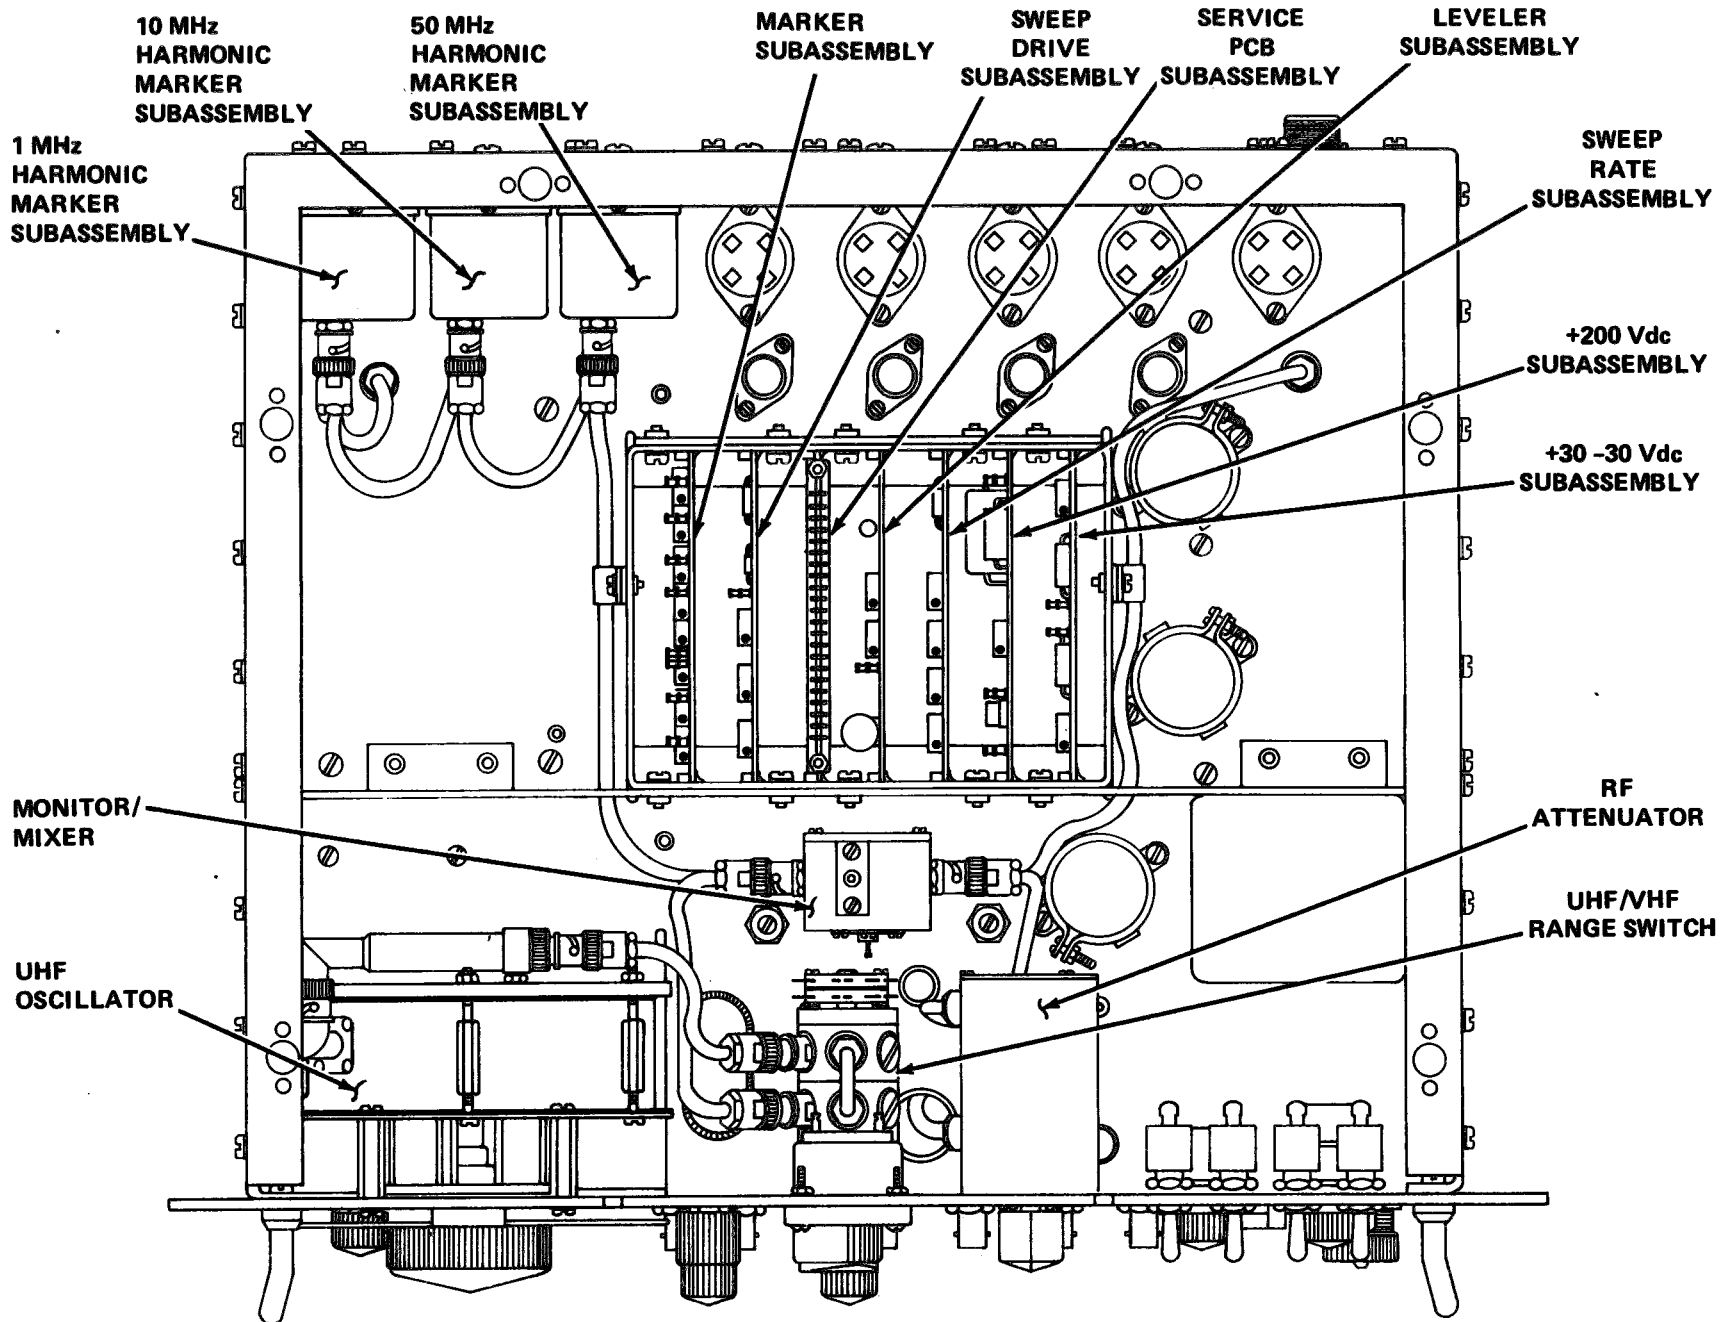 10 MHz
HARMONIC
MARKER
SUBASSEMBLY
50 MHz
HARMONIC
MARKER
SUBASSEMBLY
MARKER
SUBASSEMBLY
SWEEP
DRIVE
SUBASSEMBLY
SERVICE
PCB
SUBASSEMBLY
LEVELER
SUBASSEMBLY
1 MHz
HARMONIC
MARKER
SUBASSEMBLY
SWEEP
RATE
SUBASSEMBLY
+200 Vdc
SUBASSEMBLY
+30 –30 Vdc
SUBASSEMBLY
MONITOR/
MIXER
RF
ATTENUATOR
UHF/VHF
RANGE SWITCH
UHF
OSCILLATOR